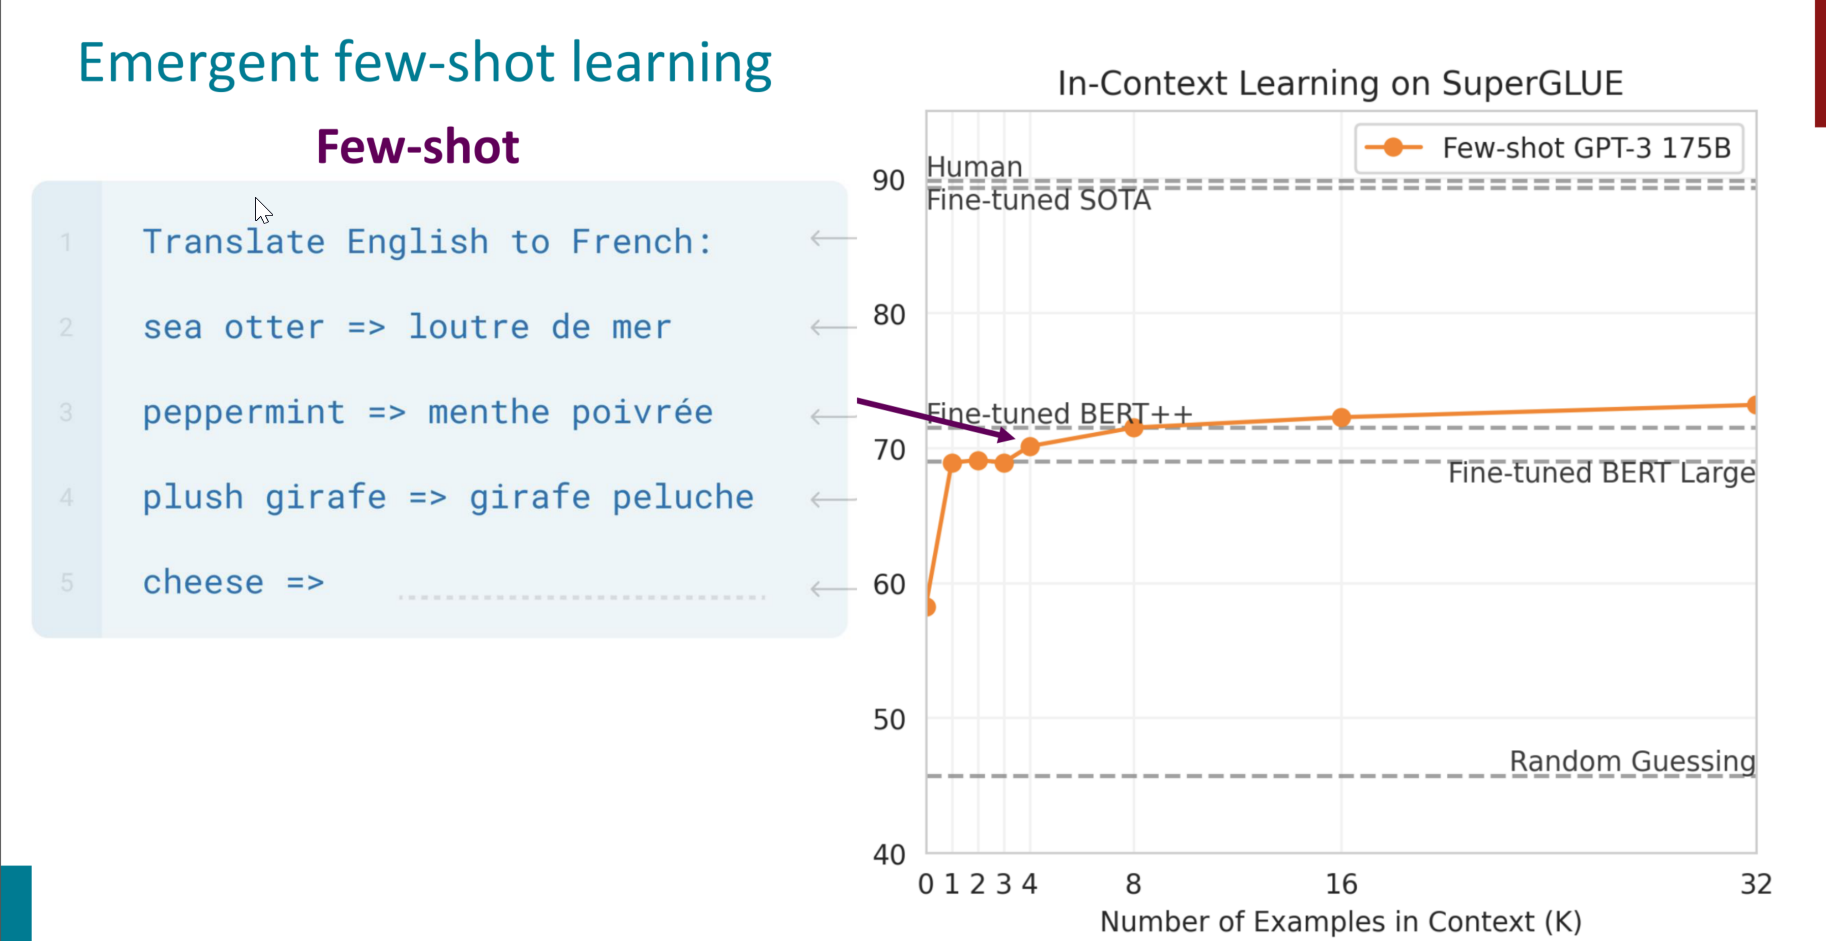 Emergent few-shot learning
Few-shot
1 Translate English to French:
2 sea otter => loutre de mer
3 peppermint => menthe poivrée
4 plush girafe => girafe peluche
5 cheese =>
In-Context Learning on SuperGLUE
Few-shot GPT-3 175B
Human
90
Fine-tuned SOTA
80
Fine-tuned BERT++
70
Fine-tuned BERT Large
60
50
Random Guessing
40
0 1 2 3 4 8 16 32
Number of Examples in Context (K)